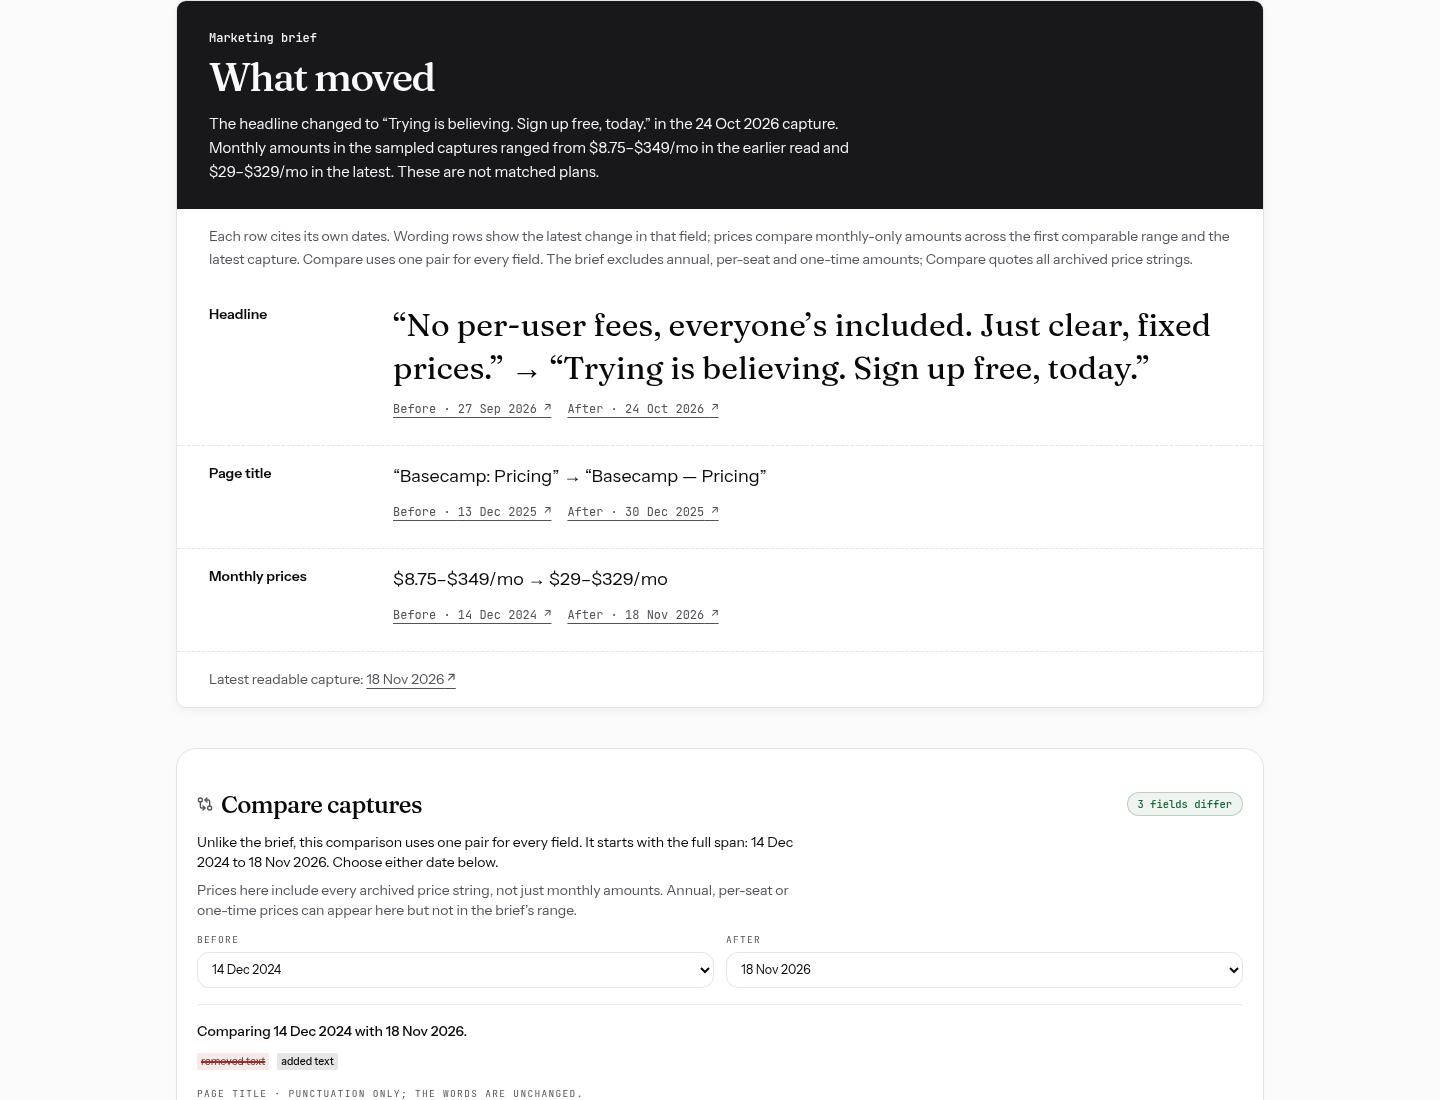 Marketing brief
What moved
The headline changed to “Trying is believing. Sign up free, today.” in the 24 Oct 2026 capture.
Monthly amounts in the sampled captures ranged from $8.75–$349/mo in the earlier read and
$29–$329/mo in the latest. These are not matched plans.
Each row cites its own dates. Wording rows show the latest change in that field; prices compare monthly-only amounts across the first comparable range and the
latest capture. Compare uses one pair for every field. The brief excludes annual, per-seat and one-time amounts; Compare quotes all archived price strings.
Headline
“No per-user fees, everyone’s included. Just clear, fixed
prices.” → “Trying is believing. Sign up free, today.”
Before · 27 Sep 2026 ↗ After · 24 Oct 2026 ↗
Page title
“Basecamp: Pricing” → “Basecamp — Pricing”
Before · 13 Dec 2025 ↗ After · 30 Dec 2025 ↗
Monthly prices
$8.75–$349/mo → $29–$329/mo
Before · 14 Dec 2024 ↗ After · 18 Nov 2026 ↗
Latest readable capture: 18 Nov 2026 ↗
Compare captures
3 fields differ
Unlike the brief, this comparison uses one pair for every field. It starts with the full span: 14 Dec
2024 to 18 Nov 2026. Choose either date below.
Prices here include every archived price string, not just monthly amounts. Annual, per-seat or
one-time prices can appear here but not in the brief’s range.
BEFORE
14 Dec 2024
AFTER
18 Nov 2026
Comparing 14 Dec 2024 with 18 Nov 2026.
removed text added text
PAGE TITLE · PUNCTUATION ONLY; THE WORDS ARE UNCHANGED.